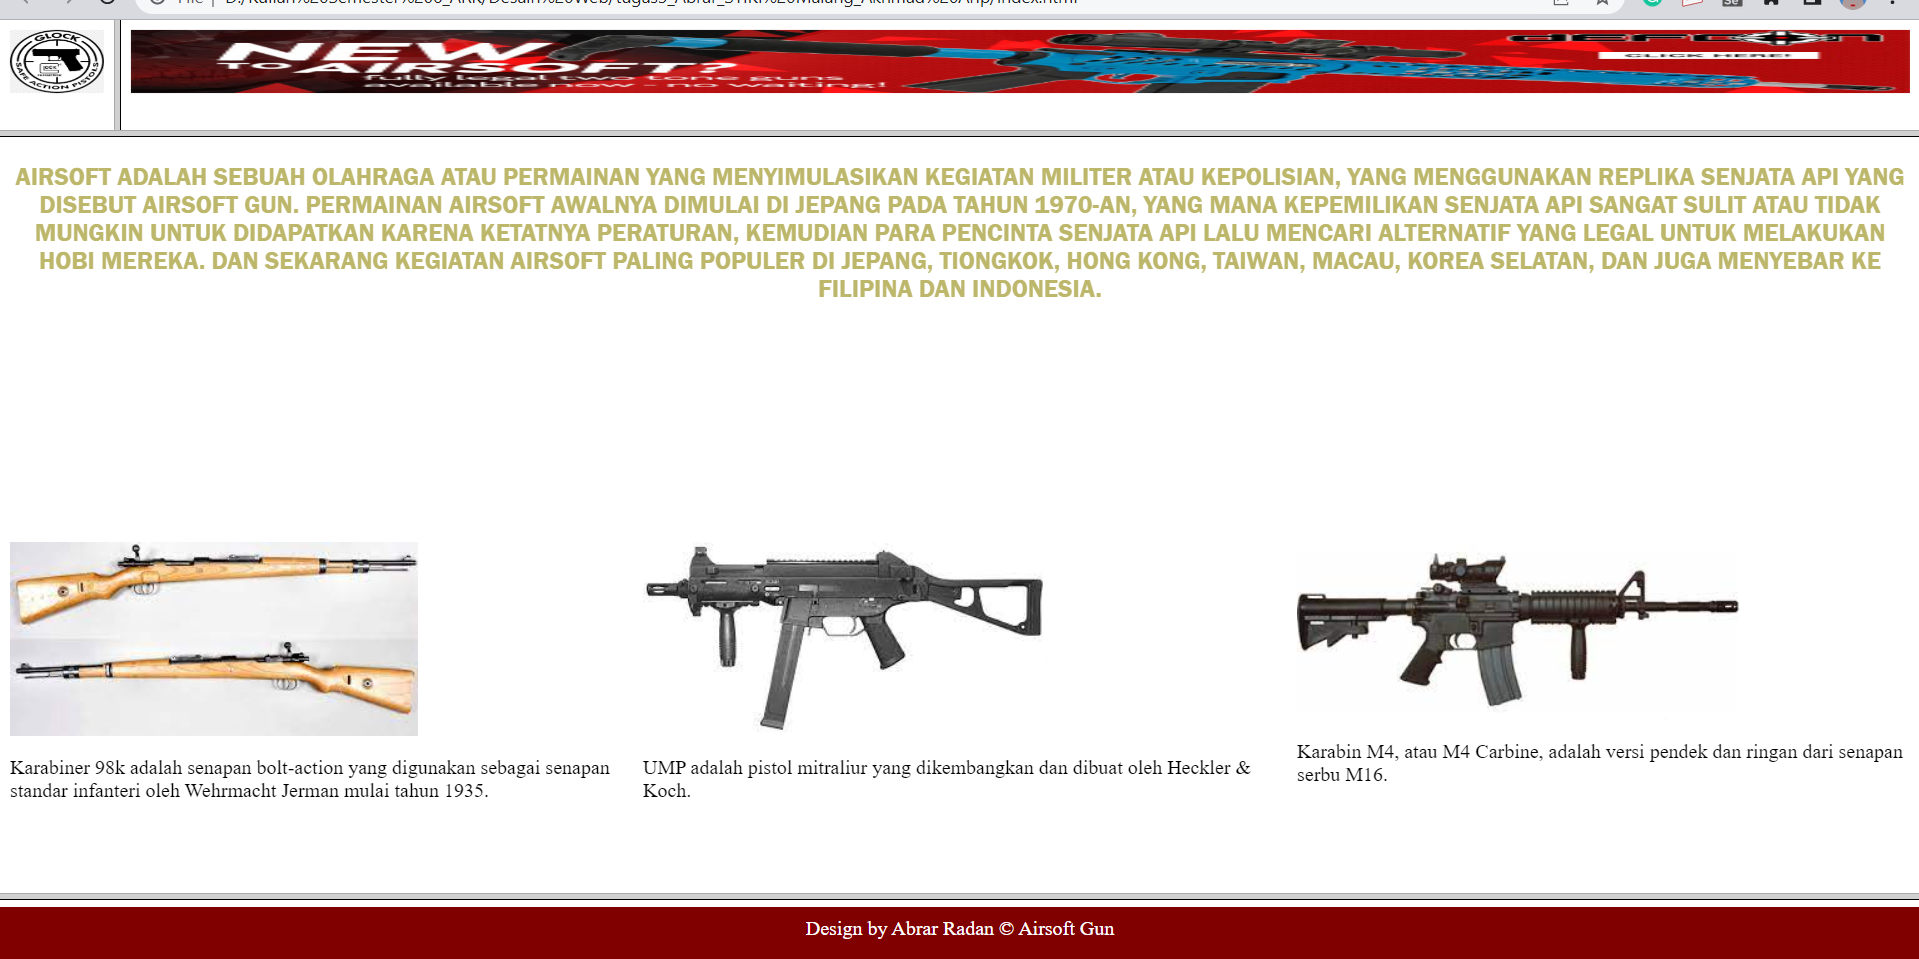 GLOCK
SAFE ACTION PISTOLS
NEW
TO AIRSOFT?
fully legal two tone guns
available now - no waiting!
defcon
CLICK HERE!
AIRSOFT ADALAH SEBUAH OLAHRAGA ATAU PERMAINAN YANG MENYIMULASIKAN KEGIATAN MILITER ATAU KEPOLISIAN, YANG MENGGUNAKAN REPLIKA SENJATA API YANG
DISEBUT AIRSOFT GUN. PERMAINAN AIRSOFT AWALNYA DIMULAI DI JEPANG PADA TAHUN 1970-AN, YANG MANA KEPEMILIKAN SENJATA API SANGAT SULIT ATAU TIDAK
MUNGKIN UNTUK DIDAPATKAN KARENA KETATNYA PERATURAN, KEMUDIAN PARA PENCINTA SENJATA API LALU MENCARI ALTERNATIF YANG LEGAL UNTUK MELAKUKAN
HOBI MEREKA. DAN SEKARANG KEGIATAN AIRSOFT PALING POPULER DI JEPANG, TIONGKOK, HONG KONG, TAIWAN, MACAU, KOREA SELATAN, DAN JUGA MENYEBAR KE
FILIPINA DAN INDONESIA.
Karabiner 98k adalah senapan bolt-action yang digunakan sebagai senapan
standar infanteri oleh Wehrmacht Jerman mulai tahun 1935.
UMP adalah pistol mitraliur yang dikembangkan dan dibuat oleh Heckler &
Koch.
Karabin M4, atau M4 Carbine, adalah versi pendek dan ringan dari senapan
serbu M16.
Design by Abrar Radan © Airsoft Gun